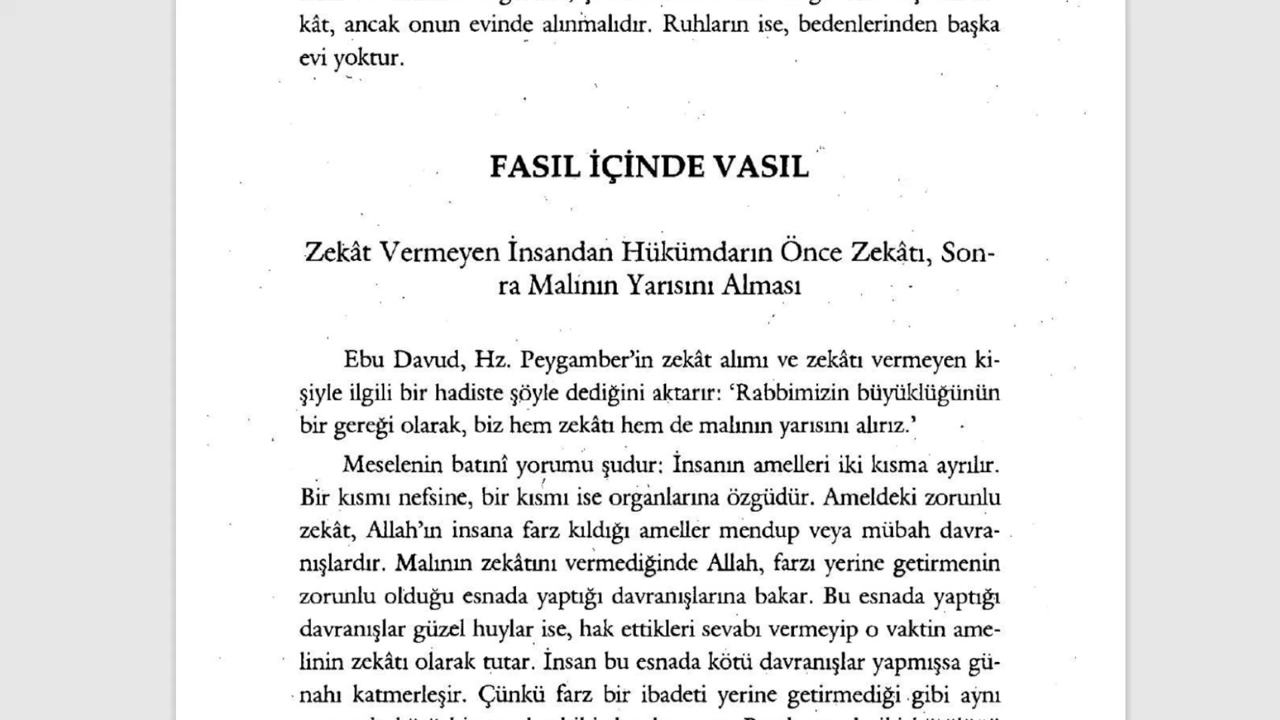 kât, ancak onun evinde alınmalıdır. Ruhların ise, bedenlerinden başka
evi yoktur.
FASIL İÇİNDE VASIL
Zekât Vermeyen İnsandan Hükümdarın Önce Zekâtı, Son-
ra Malının Yarısını Alması
Ebu Davud, Hz. Peygamber'in zekât alımı ve zekâtı vermeyen ki-
şiyle ilgili bir hadiste şöyle dediğini aktarır: 'Rabbimizin büyüklüğünün
bir gereği olarak, biz hem zekâtı hem de malının yarısını alırız.'
Meselenin batınî yorumu şudur: İnsanın amelleri iki kısma ayrılır.
Bir kısmı nefsine, bir kısmı ise organlarına özgüdür. Ameldeki zorunlu
zekât, Allah'ın insana farz kıldığı ameller mendup veya mübah davra-
nışlardır. Malının zekâtını vermediğinde Allah, farzı yerine getirmenin
zorunlu olduğu esnada yaptığı davranışlarına bakar. Bu esnada yaptığı
davranışlar güzel huylar ise, hak ettikleri sevabı vermeyip o vaktin ame-
linin zekâtı olarak tutar. İnsan bu esnada kötü davranışlar yapmışsa gü-
nahı katmerleşir. Çünkü farz bir ibadeti yerine getirmediği gibi aynı